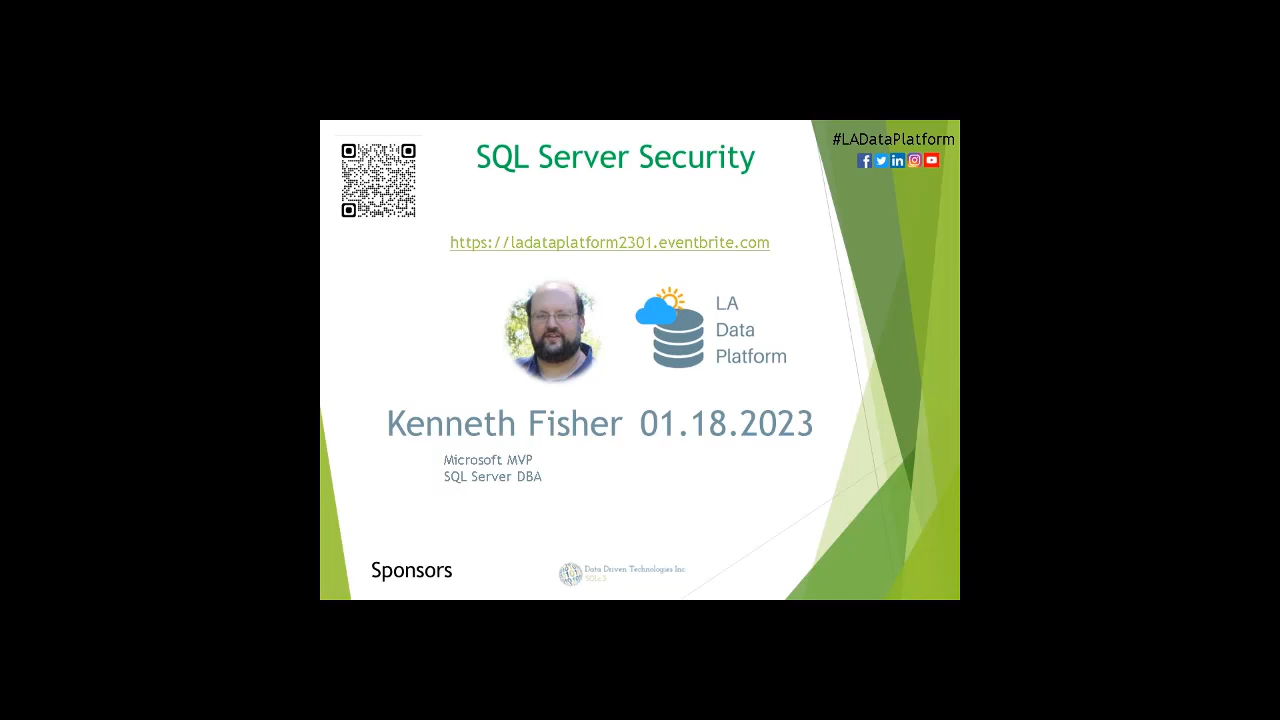 #LADataPlatform
SQL Server Security
https://ladataplatform2301.eventbrite.com
LA
Data
Platform
Kenneth Fisher 01.18.2023
Microsoft MVP
SQL Server DBA
Sponsors
Data Driven Technologies Inc